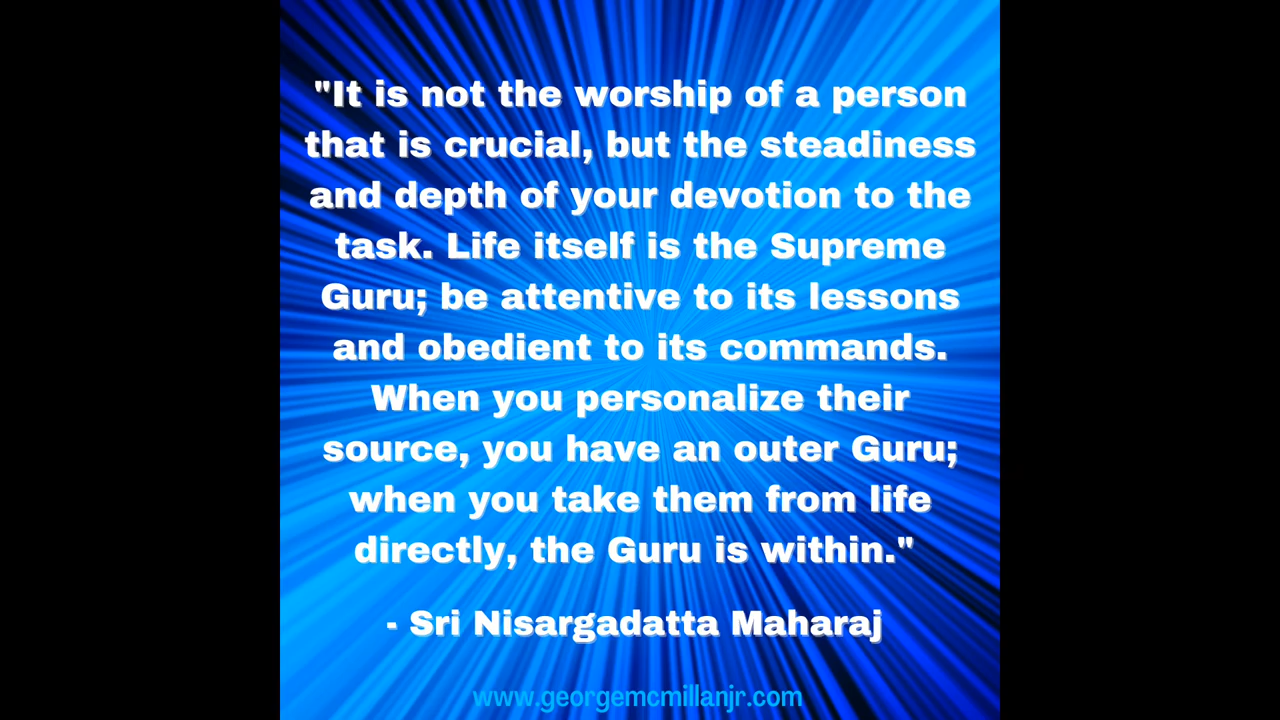 "It is not the worship of a person
that is crucial, but the steadiness
and depth of your devotion to the
task. Life itself is the Supreme
Guru; be attentive to its lessons
and obedient to its commands.
When you personalize their
source, you have an outer Guru;
when you take them from life
directly, the Guru is within."
- Sri Nisargadatta Maharaj
www.georgemcmillanjr.com